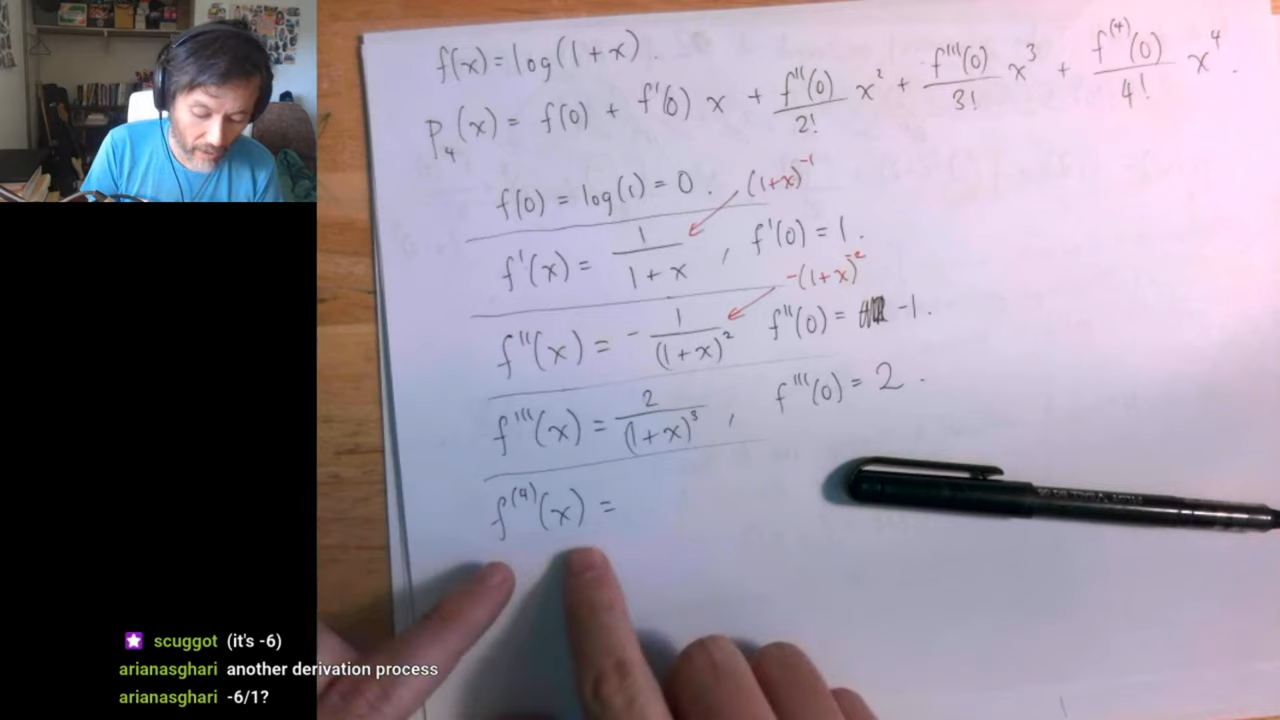 f(x) = log(1+x).
P₄(x) = f(0) + f'(0) x + f''(0)/2! x² + f'''(0)/3! x³ + f⁽⁴⁾(0)/4! x⁴.
f(0) = log(1) = 0. (1+x)⁻¹
f'(x) = 1/(1+x), f'(0) = 1.
-(1+x)⁻²
f''(x) = - 1/(1+x)² f''(0) = -1.
f'''(x) = 2/(1+x)³, f'''(0) = 2.
f⁽⁴⁾(x) =
scuggot (it's -6)
arianasghari another derivation process
arianasghari -6/1?